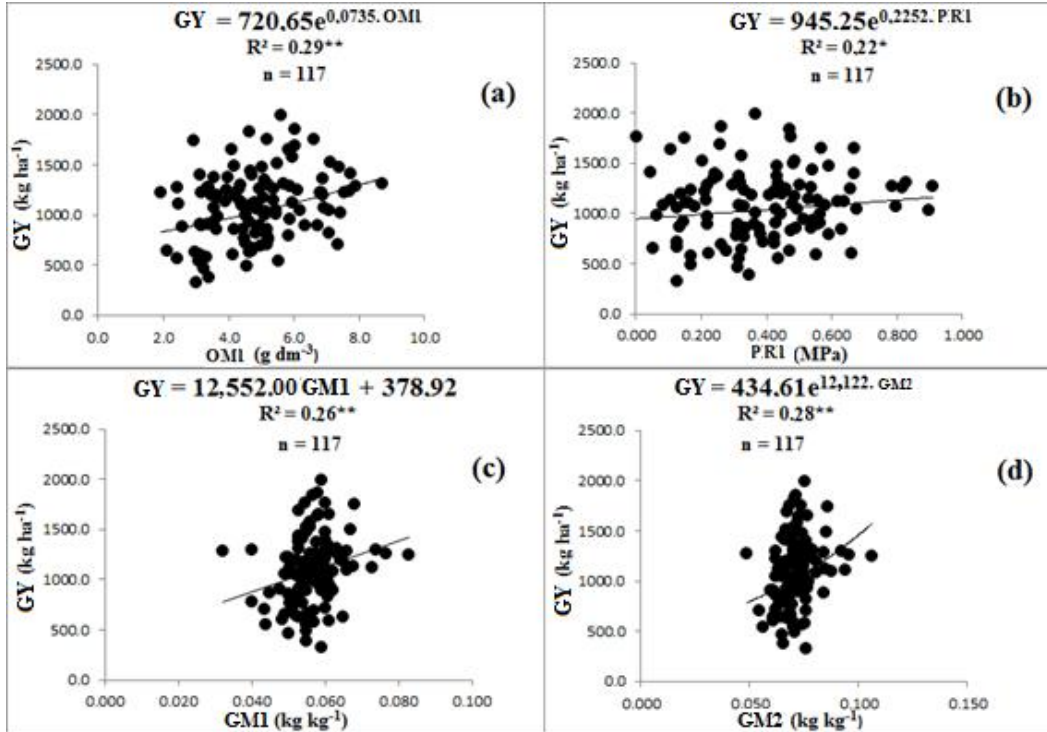 GY = 720,65e^0,0735. OM1
R² = 0.29**
n = 117
(a)
2500.0
2000.0
1500.0
1000.0
500.0
0.0
0.0 2.0 4.0 6.0 8.0 10.0
GY (kg ha⁻¹)
OM1 (g dm⁻³)
GY = 945.25e^0,2252. PR1
R² = 0.22*
n = 117
(b)
2500.0
2000.0
1500.0
1000.0
500.0
0.0
0.000 0.200 0.400 0.600 0.800 1.000
GY (kg ha⁻¹)
PR1 (MPa)
GY = 12,552.00 GM1 + 378.92
R² = 0.26**
n = 117
(c)
2500.0
2000.0
1500.0
1000.0
500.0
0.0
0.000 0.020 0.040 0.060 0.080 0.100
GY (kg ha⁻¹)
GM1 (kg kg⁻¹)
GY = 434.61e^12,122. GM2
R² = 0.28**
n = 117
(d)
2500.0
2000.0
1500.0
1000.0
500.0
0.0
0.000 0.050 0.100 0.150
GY (kg ha⁻¹)
GM2 (kg kg⁻¹)